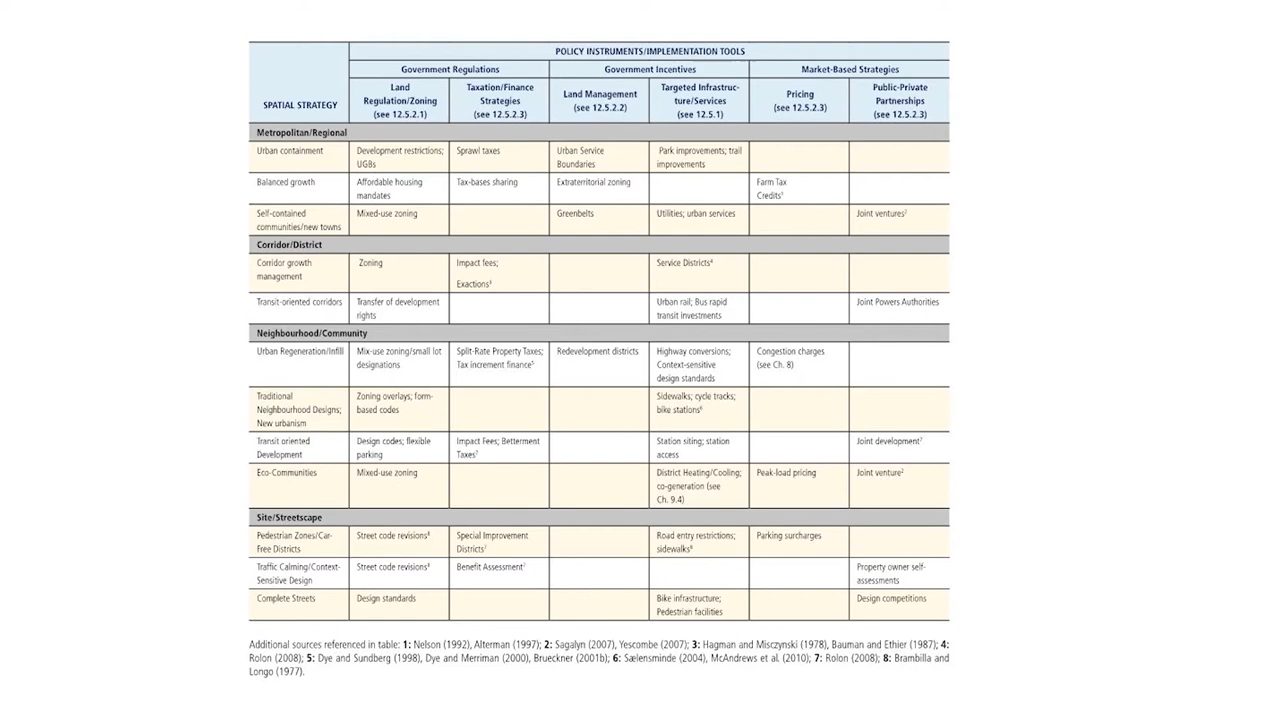 POLICY INSTRUMENTS/IMPLEMENTATION TOOLS
Government Regulations Government Incentives Market-Based Strategies
SPATIAL STRATEGY
Land
Regulation/Zoning
(see 12.5.2.1)
Taxation/Finance
Strategies
(see 12.5.2.3)
Land Management
(see 12.5.2.2)
Targeted Infrastruc-
ture/Services
(see 12.5.1)
Pricing
(see 12.5.2.3)
Public-Private
Partnerships
(see 12.5.2.3)
Metropolitan/Regional
Urban containment
Development restrictions;
UGBs
Sprawl taxes
Urban Service
Boundaries
Park improvements; trail
improvements
Balanced growth
Affordable housing
mandates
Tax-bases sharing
Extraterritorial zoning
Farm Tax
Credits¹
Self-contained
communities/new towns
Mixed-use zoning
Greenbelts
Utilities; urban services
Joint ventures²
Corridor/District
Corridor growth
management
Zoning
Impact fees;
Exactions³
Service Districts⁴
Transit-oriented corridors
Transfer of development
rights
Urban rail; Bus rapid
transit investments
Joint Powers Authorities
Neighbourhood/Community
Urban Regeneration/Infill
Mix-use zoning/small lot
designations
Split-Rate Property Taxes;
Tax increment finance⁵
Redevelopment districts
Highway conversions;
Context-sensitive
design standards
Congestion charges
(see Ch. 8)
Traditional
Neighbourhood Designs;
New urbanism
Zoning overlays; form-
based codes
Sidewalks; cycle tracks;
bike stations⁶
Transit oriented
Development
Design codes; flexible
parking
Impact Fees; Betterment
Taxes⁷
Station siting; station
access
Joint development⁷
Eco-Communities
Mixed-use zoning
District Heating/Cooling;
co-generation (see
Ch. 9.4)
Peak-load pricing
Joint venture²
Site/Streetscape
Pedestrian Zones/Car-
Free Districts
Street code revisions⁸
Special Improvement
Districts⁷
Road entry restrictions;
sidewalks⁸
Parking surcharges
Traffic Calming/Context-
Sensitive Design
Street code revisions⁸
Benefit Assessment⁷
Property owner self-
assessments
Complete Streets
Design standards
Bike infrastructure;
Pedestrian facilities
Design competitions
Additional sources referenced in table: 1: Nelson (1992), Alterman (1997); 2: Sagalyn (2007), Yescombe (2007); 3: Hagman and Misczynski (1978), Bauman and Ethier (1987); 4:
Rolon (2008); 5: Dye and Sundberg (1998), Dye and Merriman (2000), Brueckner (2001b); 6: Sælensminde (2004), McAndrews et al. (2010); 7: Rolon (2008); 8: Brambilla and
Longo (1977).